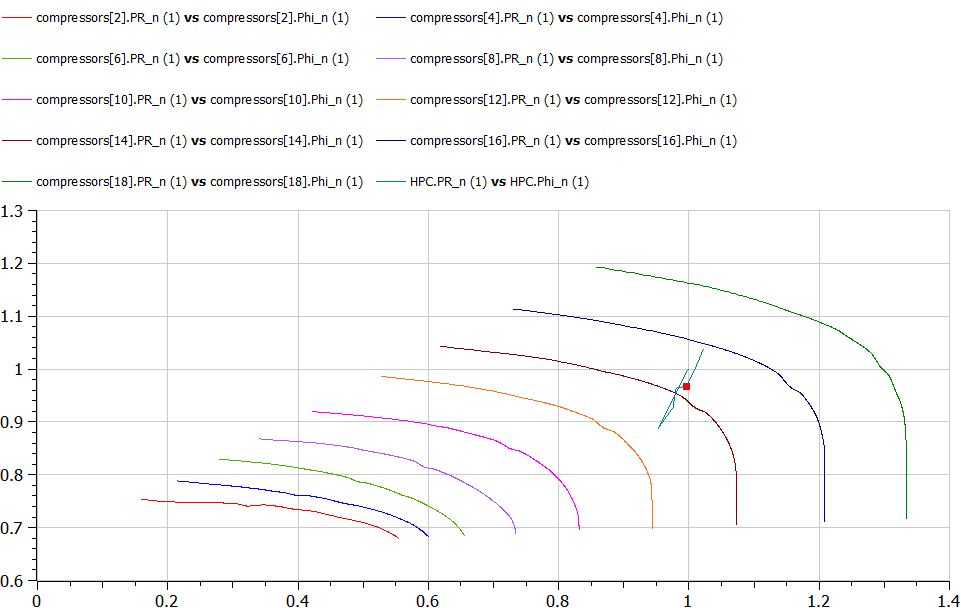 compressors[2].PR_n (1) vs compressors[2].Phi_n (1) compressors[4].PR_n (1) vs compressors[4].Phi_n (1)
compressors[6].PR_n (1) vs compressors[6].Phi_n (1) compressors[8].PR_n (1) vs compressors[8].Phi_n (1)
compressors[10].PR_n (1) vs compressors[10].Phi_n (1) compressors[12].PR_n (1) vs compressors[12].Phi_n (1)
compressors[14].PR_n (1) vs compressors[14].Phi_n (1) compressors[16].PR_n (1) vs compressors[16].Phi_n (1)
compressors[18].PR_n (1) vs compressors[18].Phi_n (1) HPC.PR_n (1) vs HPC.Phi_n (1)
1.3
1.2
1.1
1
0.9
0.8
0.7
0.6
0 0.2 0.4 0.6 0.8 1 1.2 1.4